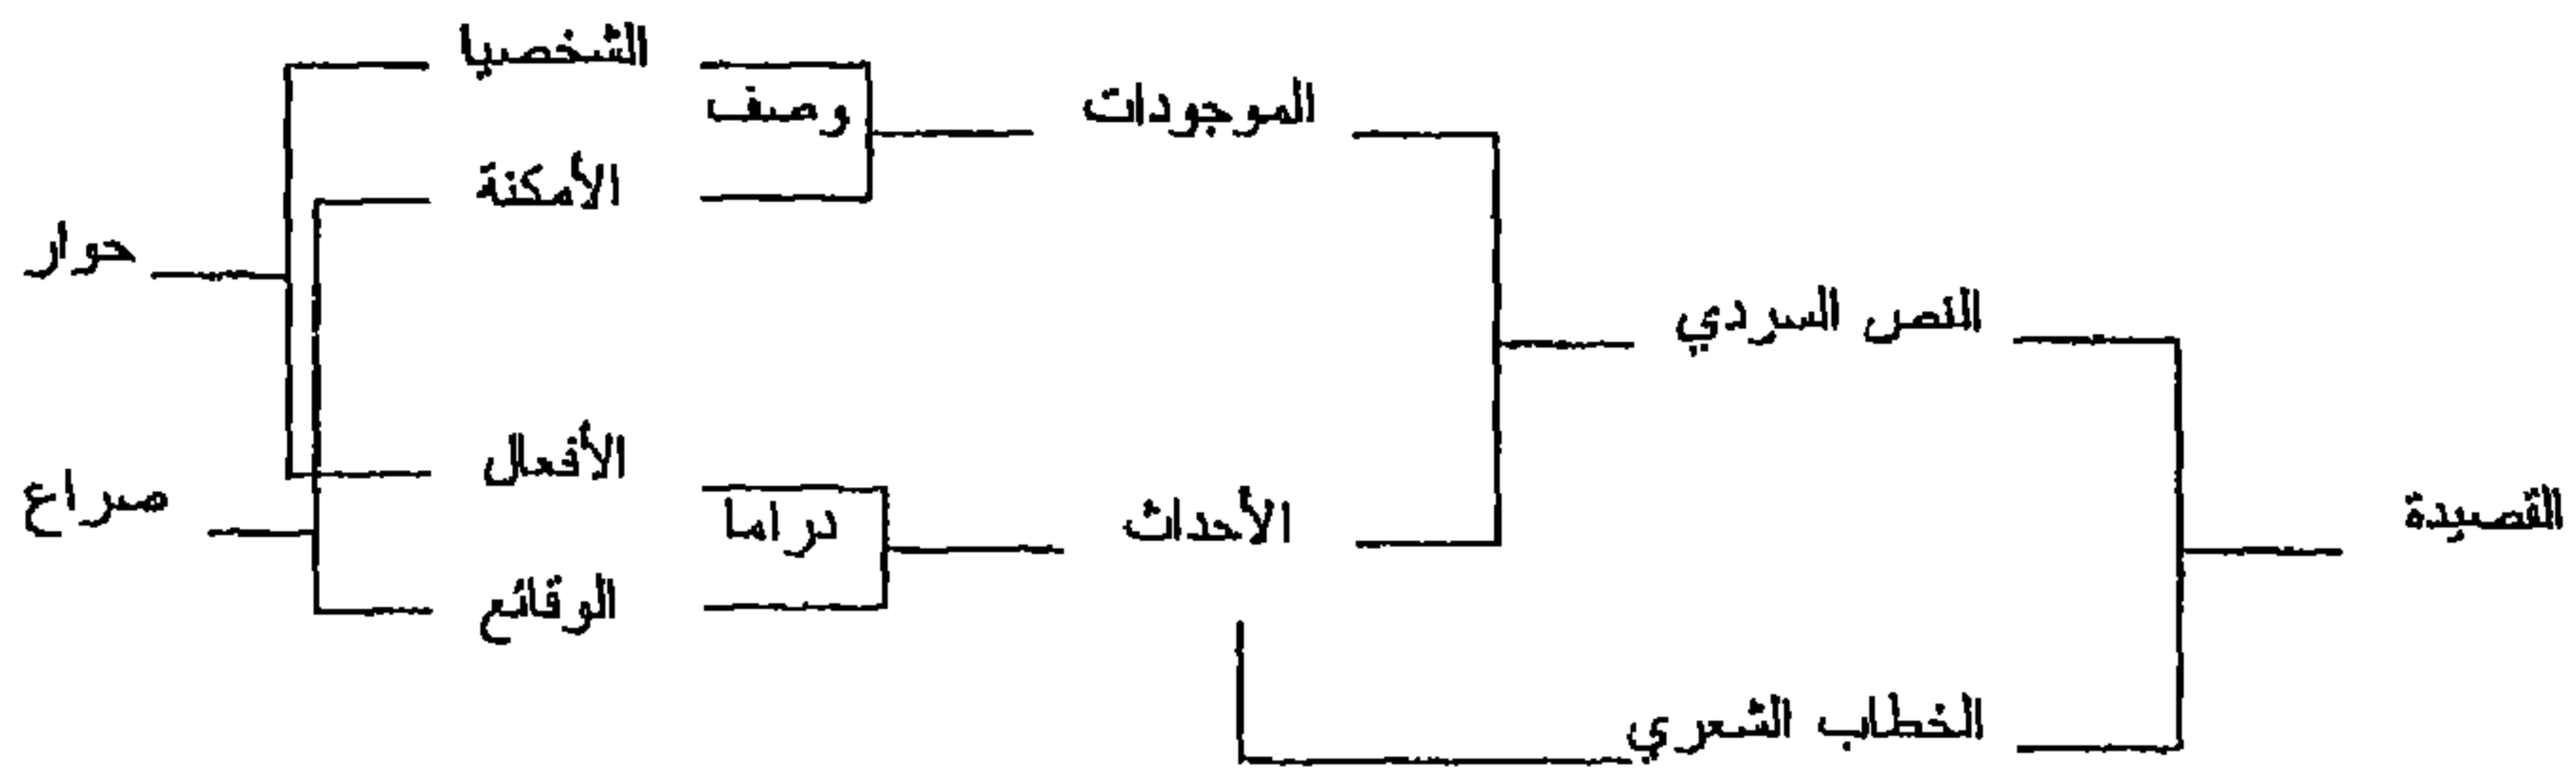 القصيدة
النص السردي
الخطاب الشعري
الموجودات
الأحداث
وصف
دراما
الشخصيا
الأمكنة
الأفعال
الوقائع
حوار
صراع